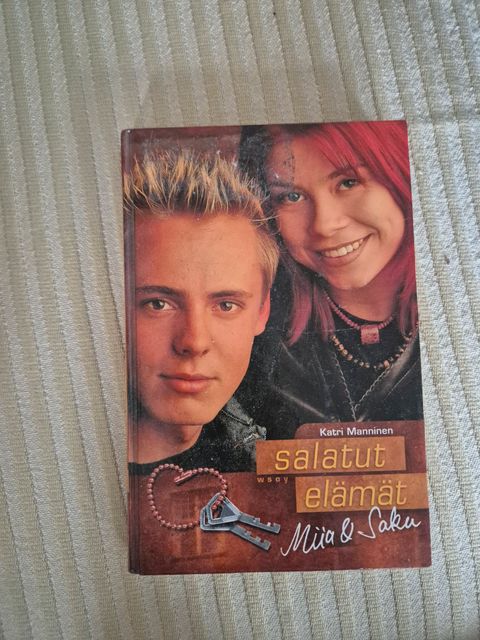 Katri Manninen
salatut
wsoy
elämät
Miia & Saku